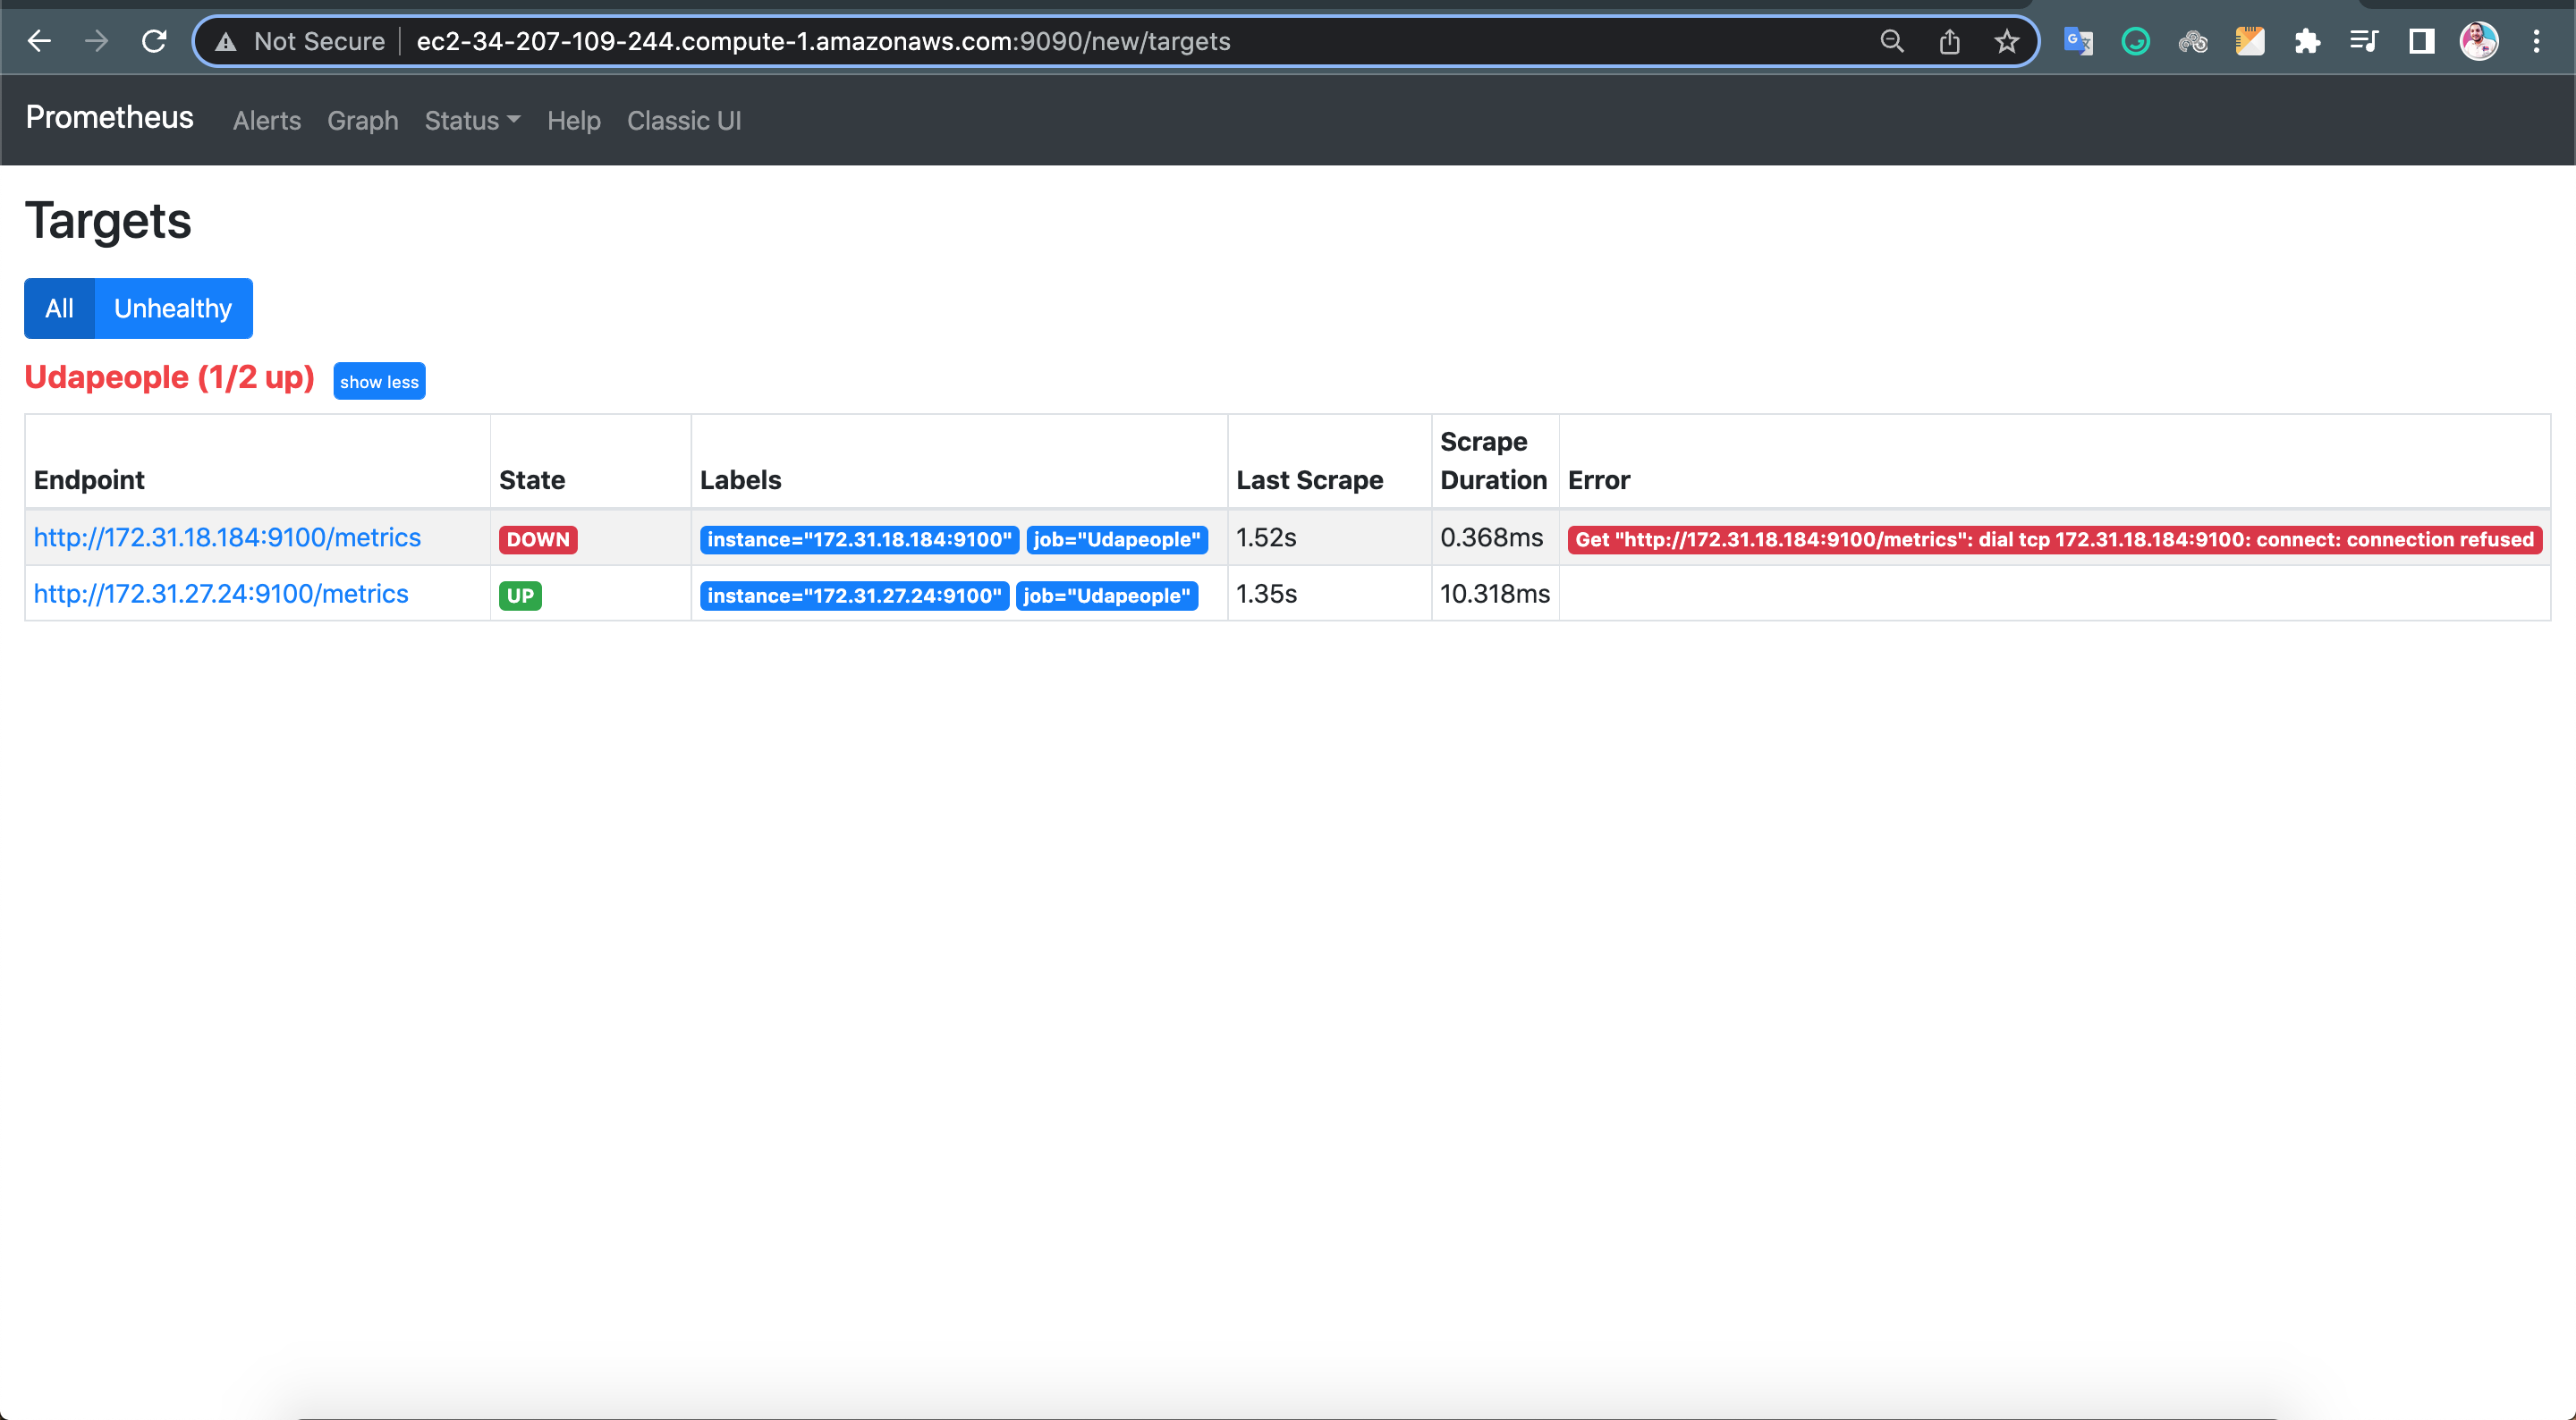 Not Secure ec2-34-207-109-244.compute-1.amazonaws.com:9090/new/targets
Prometheus Alerts Graph Status Help Classic UI
Targets
All Unhealthy
Udapeople (1/2 up) show less
Endpoint State Labels Last Scrape Scrape Duration Error
http://172.31.18.184:9100/metrics DOWN instance="172.31.18.184:9100" job="Udapeople" 1.52s 0.368ms Get "http://172.31.18.184:9100/metrics": dial tcp 172.31.18.184:9100: connect: connection refused
http://172.31.27.24:9100/metrics UP instance="172.31.27.24:9100" job="Udapeople" 1.35s 10.318ms